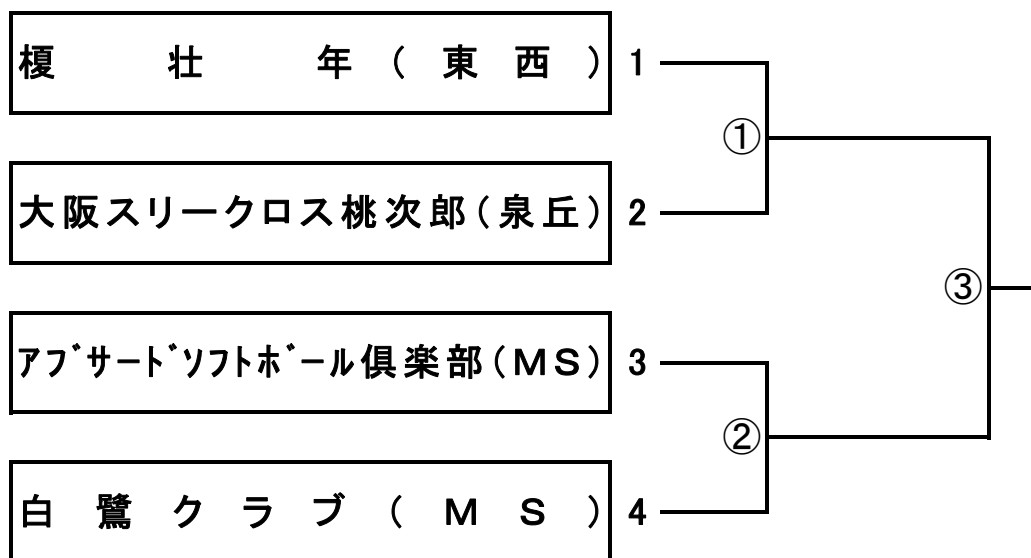 榎壮年(東西) 1
①
大阪スリークロス桃次郎(泉丘) 2
③
ｱﾌﾞｻｰﾄﾞｿﾌﾄﾎﾞｰﾙ倶楽部(ＭＳ) 3
②
白鷺クラブ(ＭＳ) 4